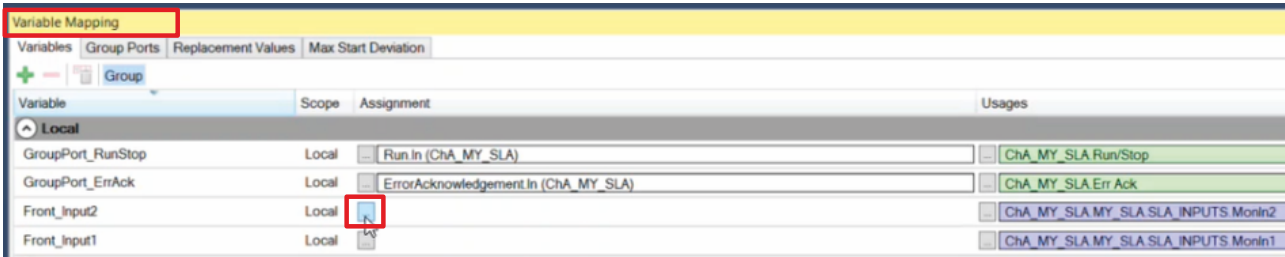 Variable Mapping
Variables Group Ports Replacement Values Max Start Deviation
Group
Variable Scope Assignment Usages
Local
GroupPort_RunStop Local ... Run.In (ChA_MY_SLA) ... ChA_MY_SLA.Run/Stop
GroupPort_ErrAck Local ... ErrorAcknowledgement.In (ChA_MY_SLA) ... ChA_MY_SLA.Err Ack
Front_Input2 Local ... ... ChA_MY_SLA.MY_SLA.SLA_INPUTS.MonIn2
Front_Input1 Local ... ... ChA_MY_SLA.MY_SLA.SLA_INPUTS.MonIn1